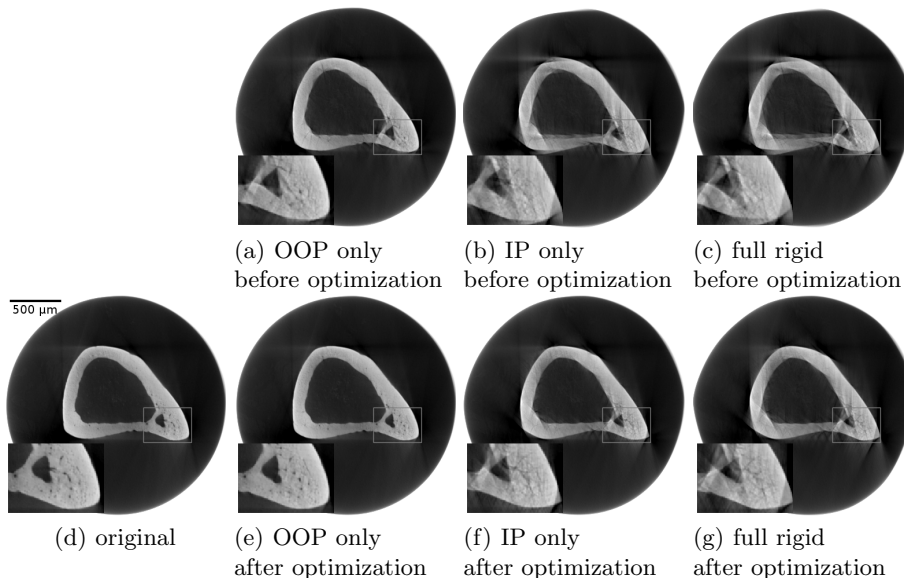 (a) OOP only
before optimization
(b) IP only
before optimization
(c) full rigid
before optimization
500 µm
(d) original
(e) OOP only
after optimization
(f) IP only
after optimization
(g) full rigid
after optimization